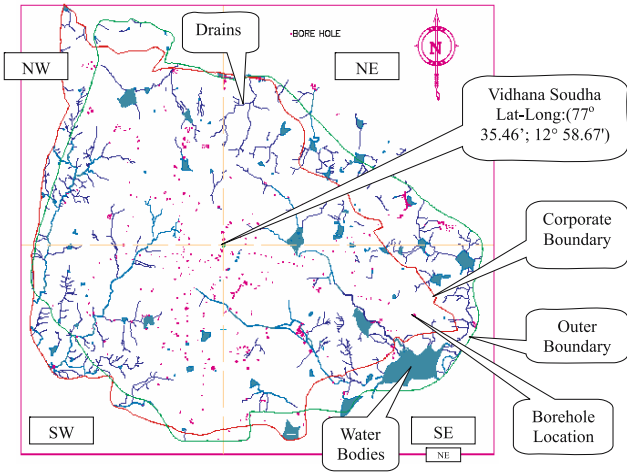 Drains
BORE HOLE
N
NW
NE
Vidhana Soudha
Lat-Long:(77°
35.46'; 12° 58.67')
Corporate
Boundary
Outer
Boundary
SW
Water
Bodies
SE
NE
Borehole
Location